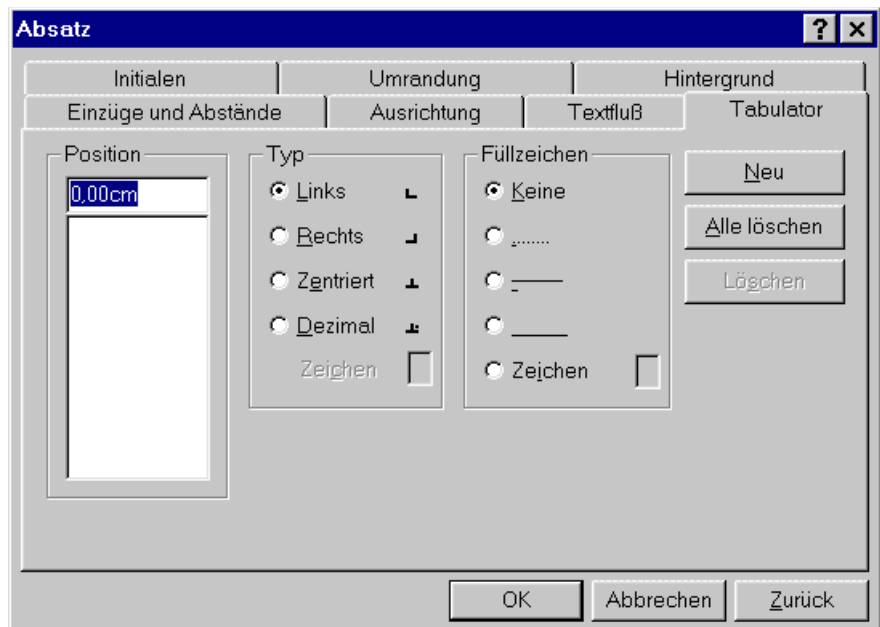 Absatz
Initialen Umrandung Hintergrund
Einzüge und Abstände Ausrichtung Textfluß Tabulator
Position Typ Füllzeichen
0,00cm Links Keine Neu
Rechts ........ Alle löschen
Zentriert Löschen
Dezimal
Zeichen Zeichen
OK Abbrechen Zurück